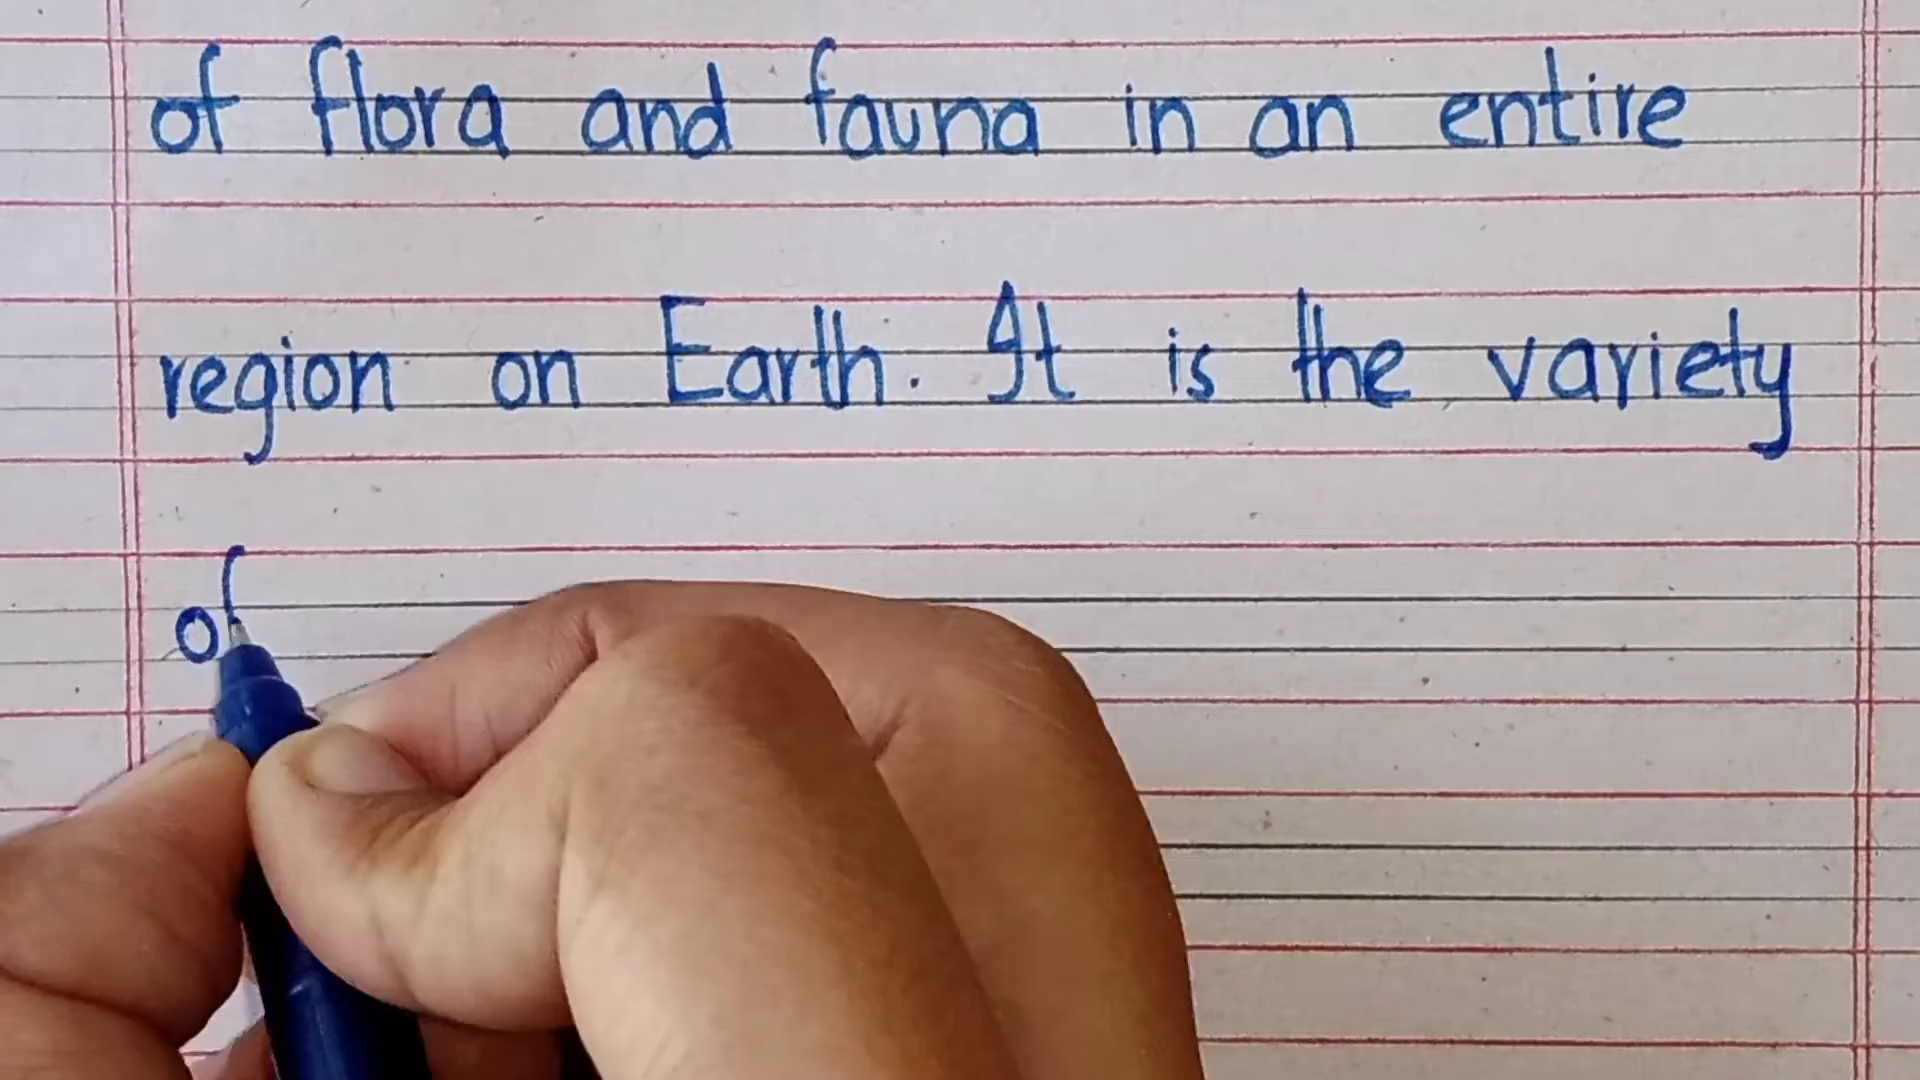 of flora and fauna in an entire
region on Earth. It is the variety
of